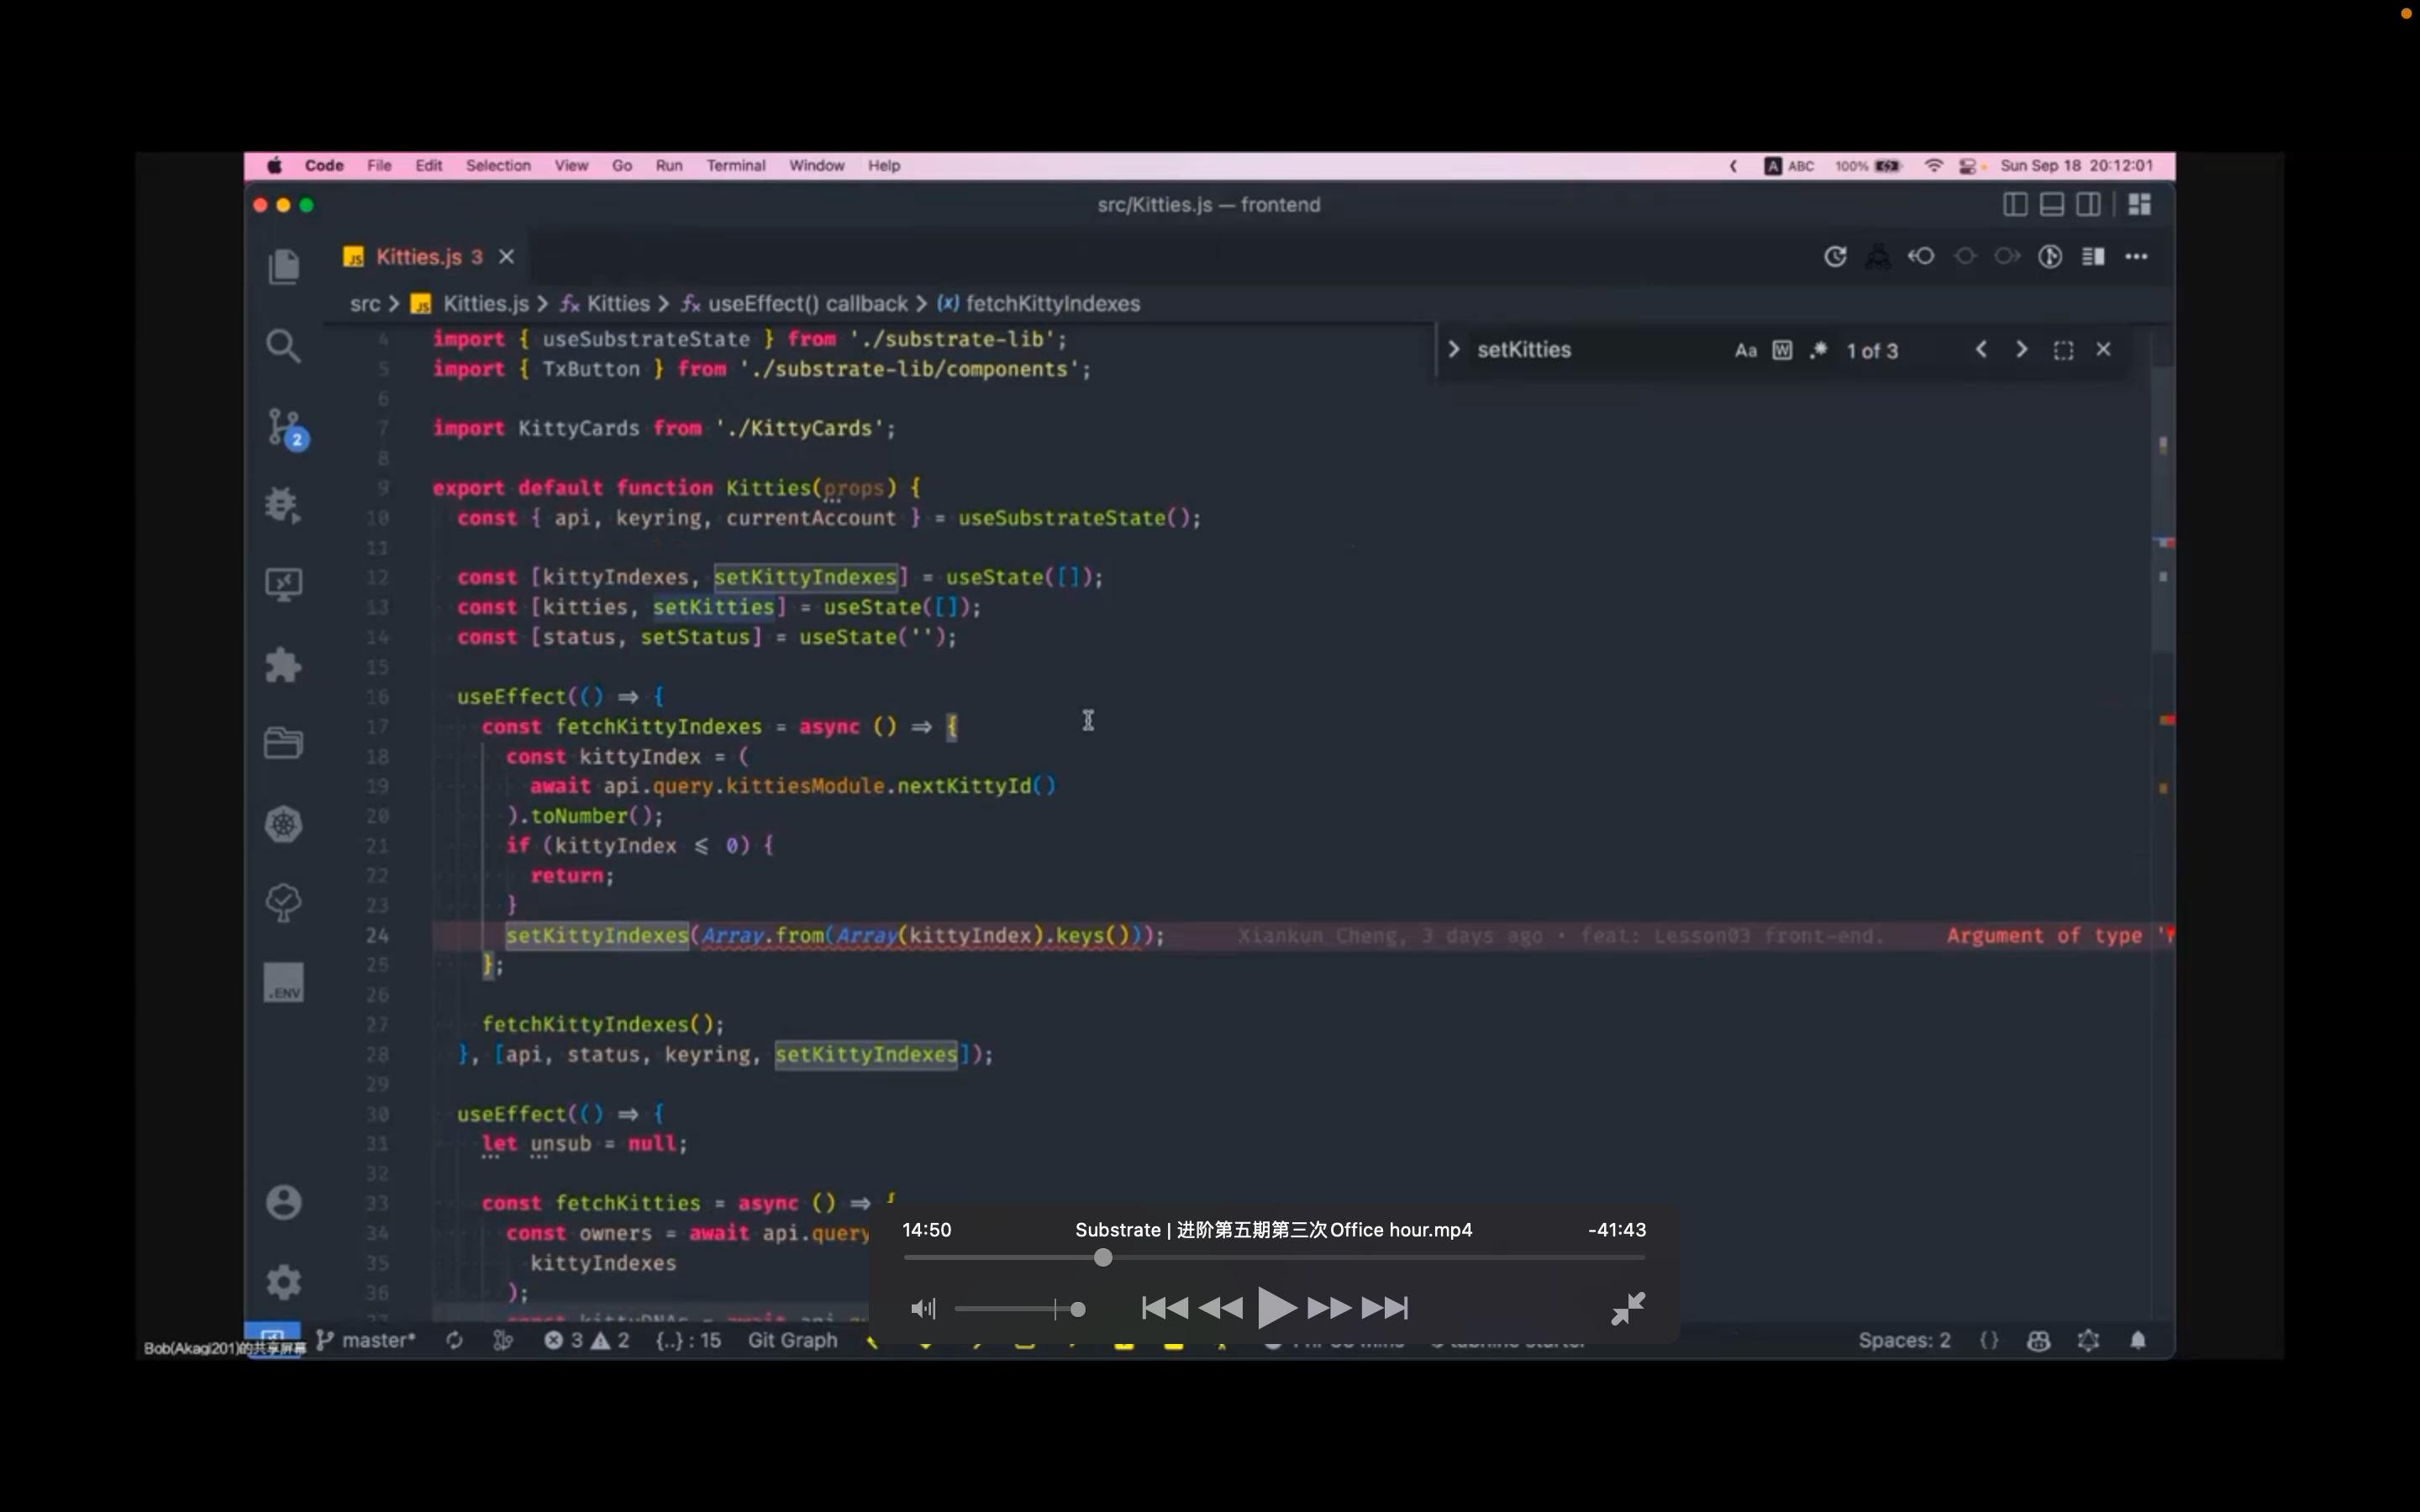 Code File Edit Selection View Go Run Terminal Window Help
A ABC 100% Sun Sep 18 20:12:01
src/Kitties.js — frontend
JS Kitties.js 3
src > JS Kitties.js > Kitties > useEffect() callback > fetchKittyIndexes
setKitties Aa 1 of 3
4 import { useSubstrateState } from './substrate-lib';
5 import { TxButton } from './substrate-lib/components';
6
7 import KittyCards from './KittyCards';
8
9 export default function Kitties(props) {
10 const { api, keyring, currentAccount } = useSubstrateState();
11
12 const [kittyIndexes, setKittyIndexes] = useState([]);
13 const [kitties, setKitties] = useState([]);
14 const [status, setStatus] = useState('');
15
16 useEffect(() ⇒ {
17 const fetchKittyIndexes = async () ⇒ {
18 const kittyIndex = (
19 await api.query.kittiesModule.nextKittyId()
20 ).toNumber();
21 if (kittyIndex ⩽ 0) {
22 return;
23 }
24 setKittyIndexes(Array.from(Array(kittyIndex).keys())); Xiankun Cheng, 3 days ago • feat: Lesson03 front-end. Argument of type '
25 };
26
27 fetchKittyIndexes();
28 }, [api, status, keyring, setKittyIndexes]);
29
30 useEffect(() ⇒ {
31 let unsub = null;
32
33 const fetchKitties = async () ⇒ {
34 const owners = await api.query
35 kittyIndexes
36 );
2
.ENV
14:50 Substrate | 进阶第五期第三次Office hour.mp4 -41:43
Bob(Akagi201)的共享屏幕
master* 3 2 {..} : 15 Git Graph Spaces: 2 {}